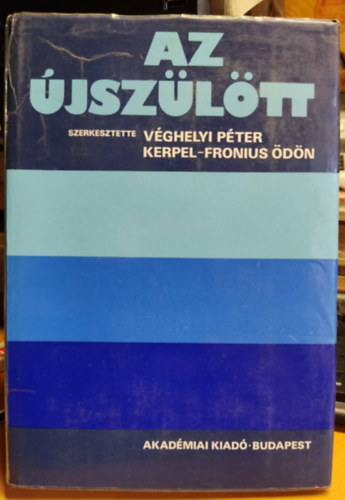 AZ
ÚJSZÜLÖTT
SZERKESZTETTE VÉGHELYI PÉTER
KERPEL-FRONIUS ÖDÖN
AKADÉMIAI KIADÓ · BUDAPEST